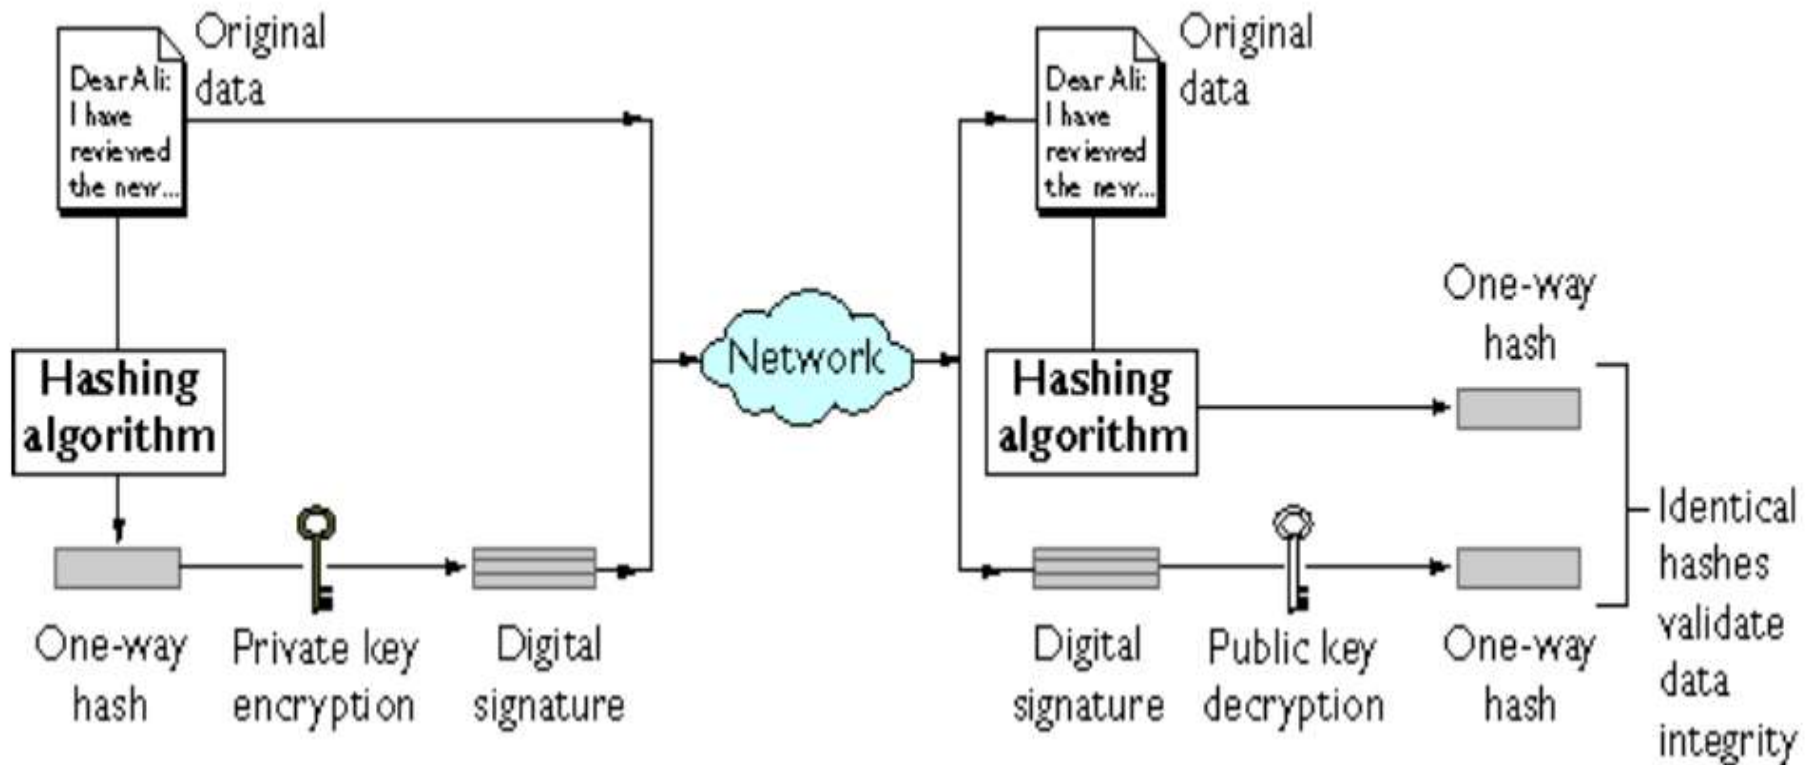 Original
data
Dear Ali:
I have
reviewed
the new...
Hashing
algorithm
One-way
hash
Private key
encryption
Digital
signature
Network
Original
data
Dear Ali:
I have
reviewed
the new...
Hashing
algorithm
One-way
hash
Digital
signature
Public key
decryption
One-way
hash
Identical
hashes
validate
data
integrity